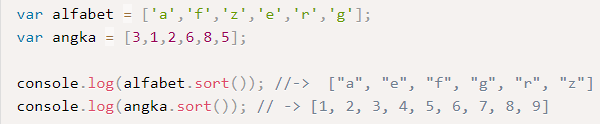 var alfabet = ['a','f','z','e','r','g'];
var angka = [3,1,2,6,8,5];
console.log(alfabet.sort()); //->  ["a", "e", "f", "g", "r", "z"]
console.log(angka.sort()); // -> [1, 2, 3, 4, 5, 6, 7, 8, 9]